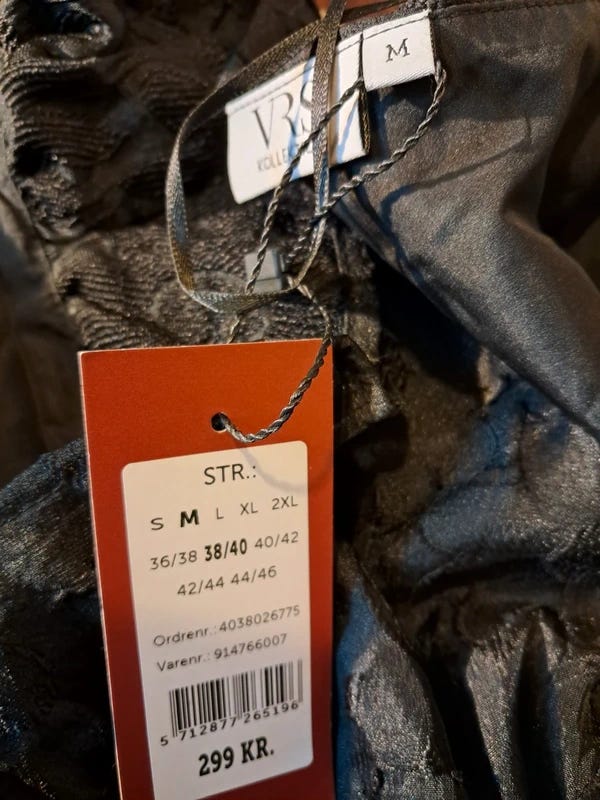 M
VRS
STR.:
S M L XL 2XL
36/38 38/40 40/42
42/44 44/46
Ordrenr.: 4038026775
Varenr.: 914766007
5 712877 265196
299 KR.